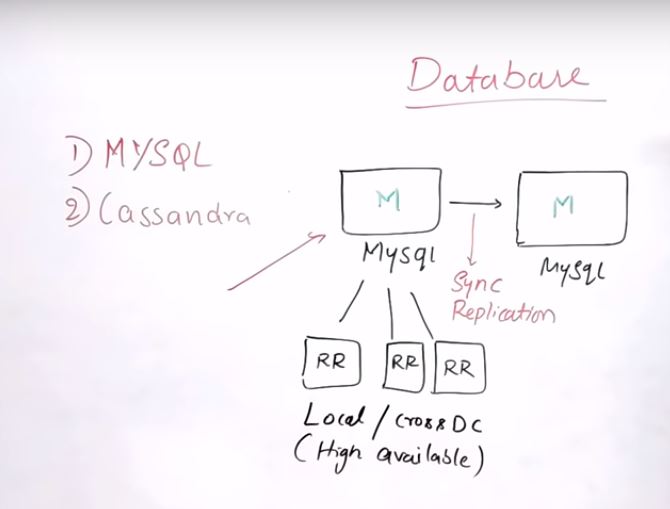 Database
1) MYSQL
2) Cassandra
M
M
Mysql
Mysql
Sync
Replication
RR
RR
RR
Local / Cross DC
(High available)